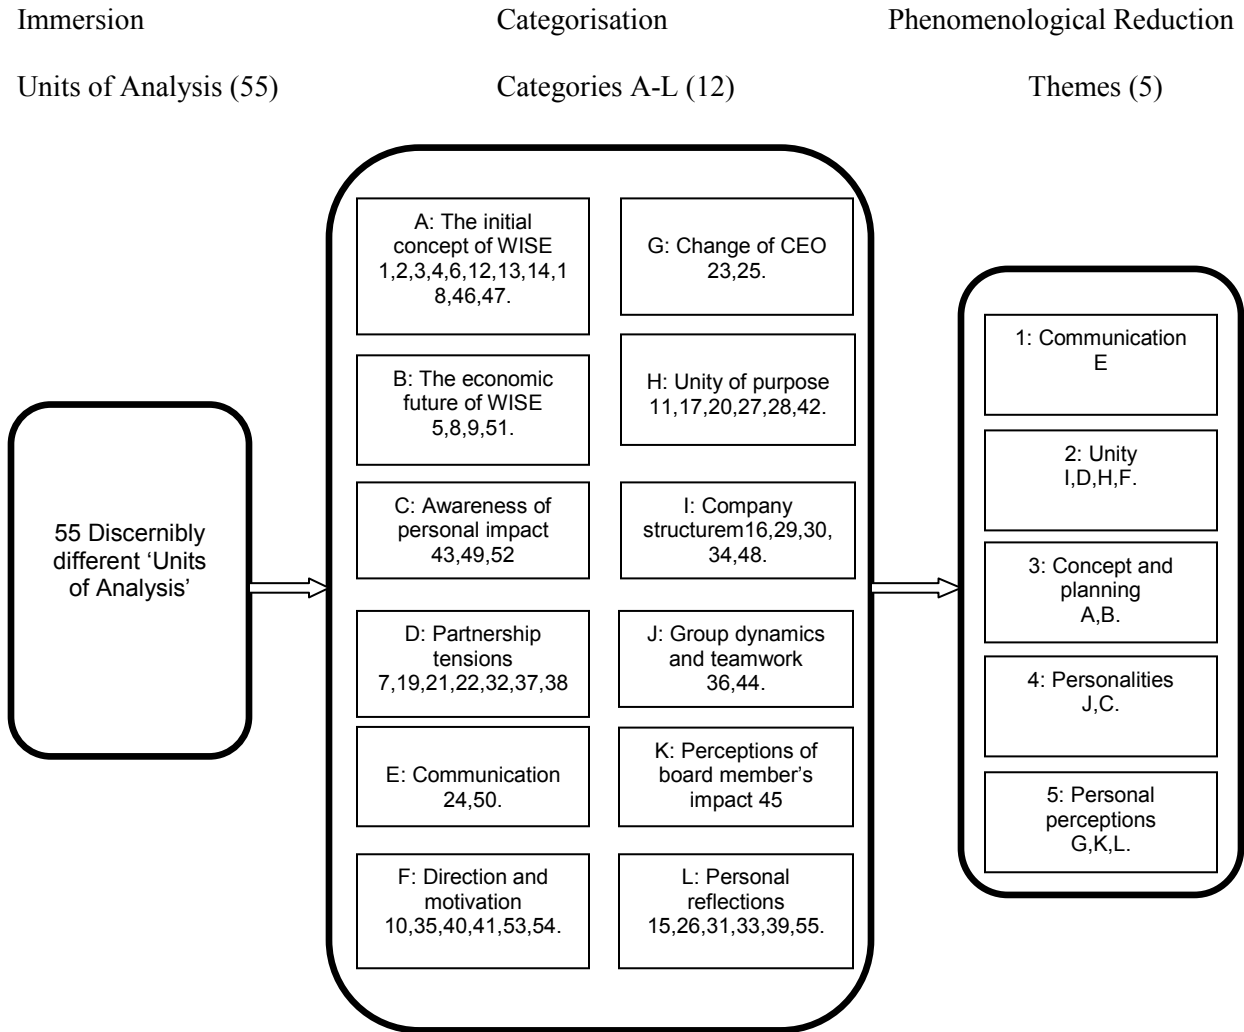 Immersion
Categorisation
Phenomenological Reduction
Units of Analysis (55)
Categories A-L (12)
Themes (5)
55 Discernibly
different ‘Units
of Analysis’
A: The initial
concept of WISE
1,2,3,4,6,12,13,14,1
8,46,47.
B: The economic
future of WISE
5,8,9,51.
C: Awareness of
personal impact
43,49,52
D: Partnership
tensions
7,19,21,22,32,37,38
E: Communication
24,50.
F: Direction and
motivation
10,35,40,41,53,54.
G: Change of CEO
23,25.
H: Unity of purpose
11,17,20,27,28,42.
I: Company
structurem16,29,30,
34,48.
J: Group dynamics
and teamwork
36,44.
K: Perceptions of
board member’s
impact 45
L: Personal
reflections
15,26,31,33,39,55.
1: Communication
E
2: Unity
I,D,H,F.
3: Concept and
planning
A,B.
4: Personalities
J,C.
5: Personal
perceptions
G,K,L.